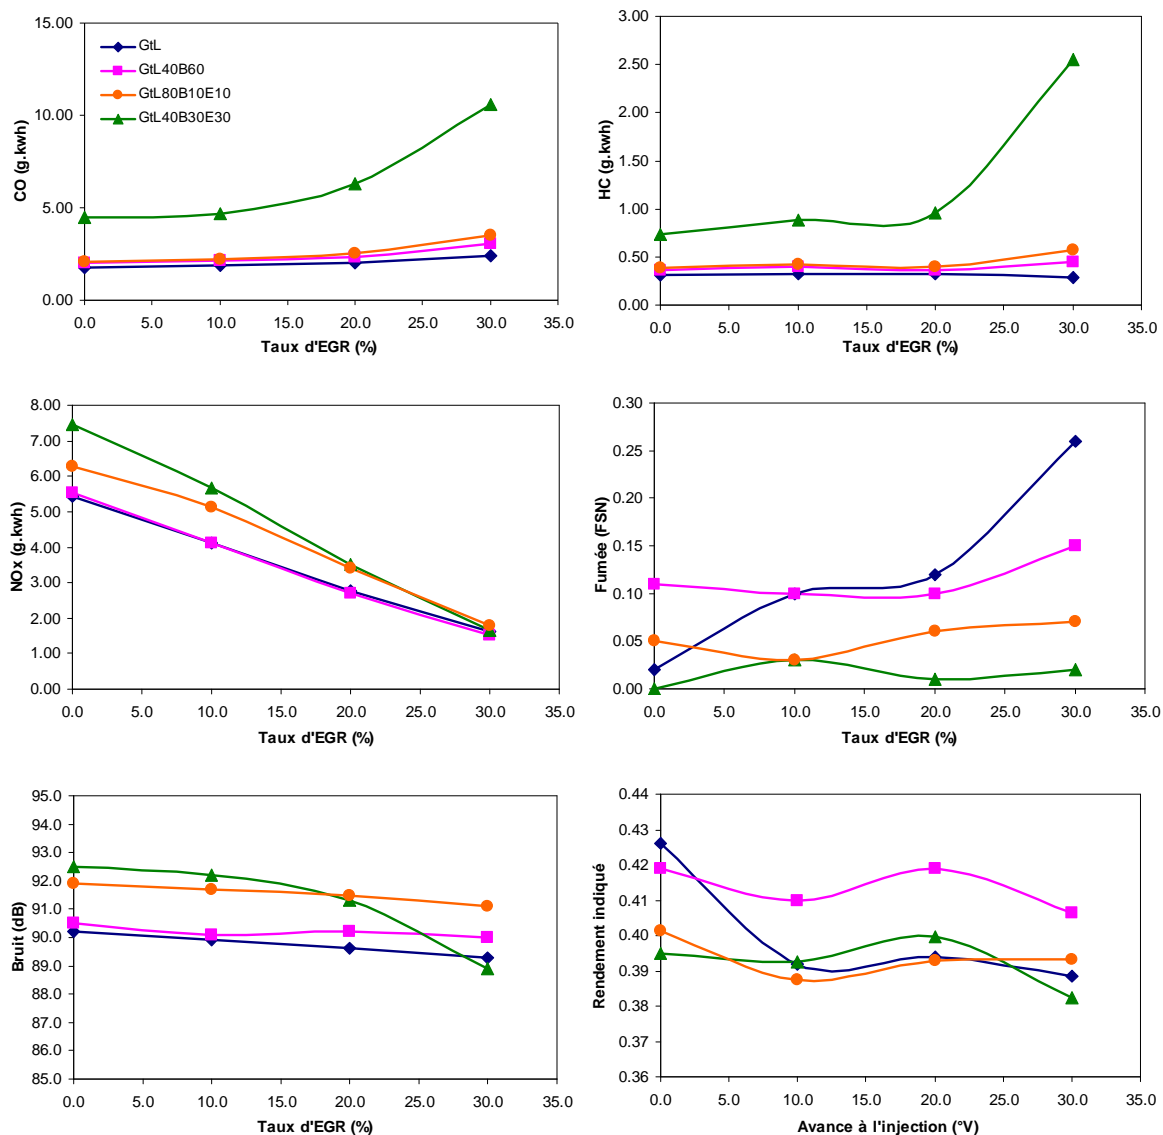 15.00
10.00
5.00
0.00
CO (g.kwh)
GtL
GtL40B60
GtL80B10E10
GtL40B30E30
0.0 5.0 10.0 15.0 20.0 25.0 30.0 35.0
Taux d'EGR (%)
3.00
2.50
2.00
1.50
1.00
0.50
0.00
HC (g.kwh)
0.0 5.0 10.0 15.0 20.0 25.0 30.0 35.0
Taux d'EGR (%)
8.00
7.00
6.00
5.00
4.00
3.00
2.00
1.00
0.00
NOx (g.kwh)
0.0 5.0 10.0 15.0 20.0 25.0 30.0 35.0
Taux d'EGR (%)
0.30
0.25
0.20
0.15
0.10
0.05
0.00
Fumée (FSN)
0.0 5.0 10.0 15.0 20.0 25.0 30.0 35.0
Taux d'EGR (%)
95.0
94.0
93.0
92.0
91.0
90.0
89.0
88.0
87.0
86.0
85.0
Bruit (dB)
0.0 5.0 10.0 15.0 20.0 25.0 30.0 35.0
Taux d'EGR (%)
0.44
0.43
0.42
0.41
0.40
0.39
0.38
0.37
0.36
Rendement indiqué
0.0 5.0 10.0 15.0 20.0 25.0 30.0 35.0
Avance à l'injection (°V)